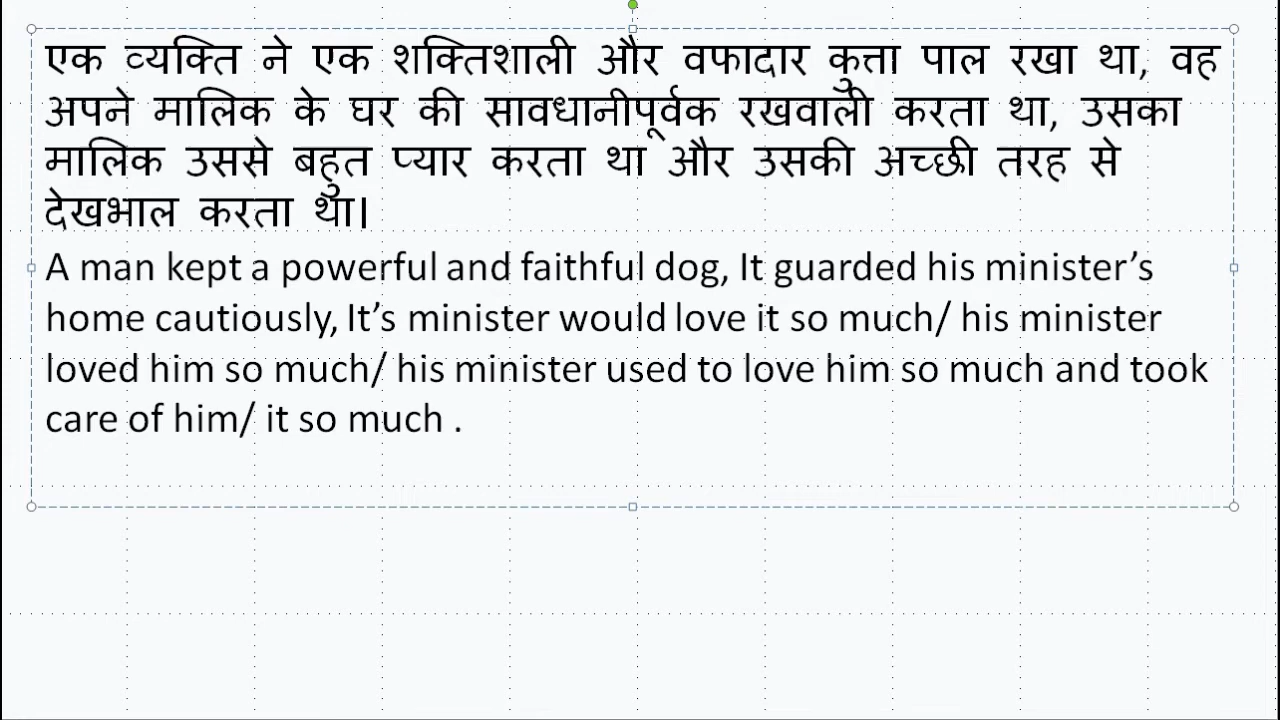 एक व्यक्ति ने एक शक्तिशाली और वफादार कुत्ता पाल रखा था, वह
अपने मालिक के घर की सावधानीपूर्वक रखवाली करता था, उसका
मालिक उससे बहुत प्यार करता था और उसकी अच्छी तरह से
देखभाल करता था।
A man kept a powerful and faithful dog, It guarded his minister’s
home cautiously, It’s minister would love it so much/ his minister
loved him so much/ his minister used to love him so much and took
care of him/ it so much .